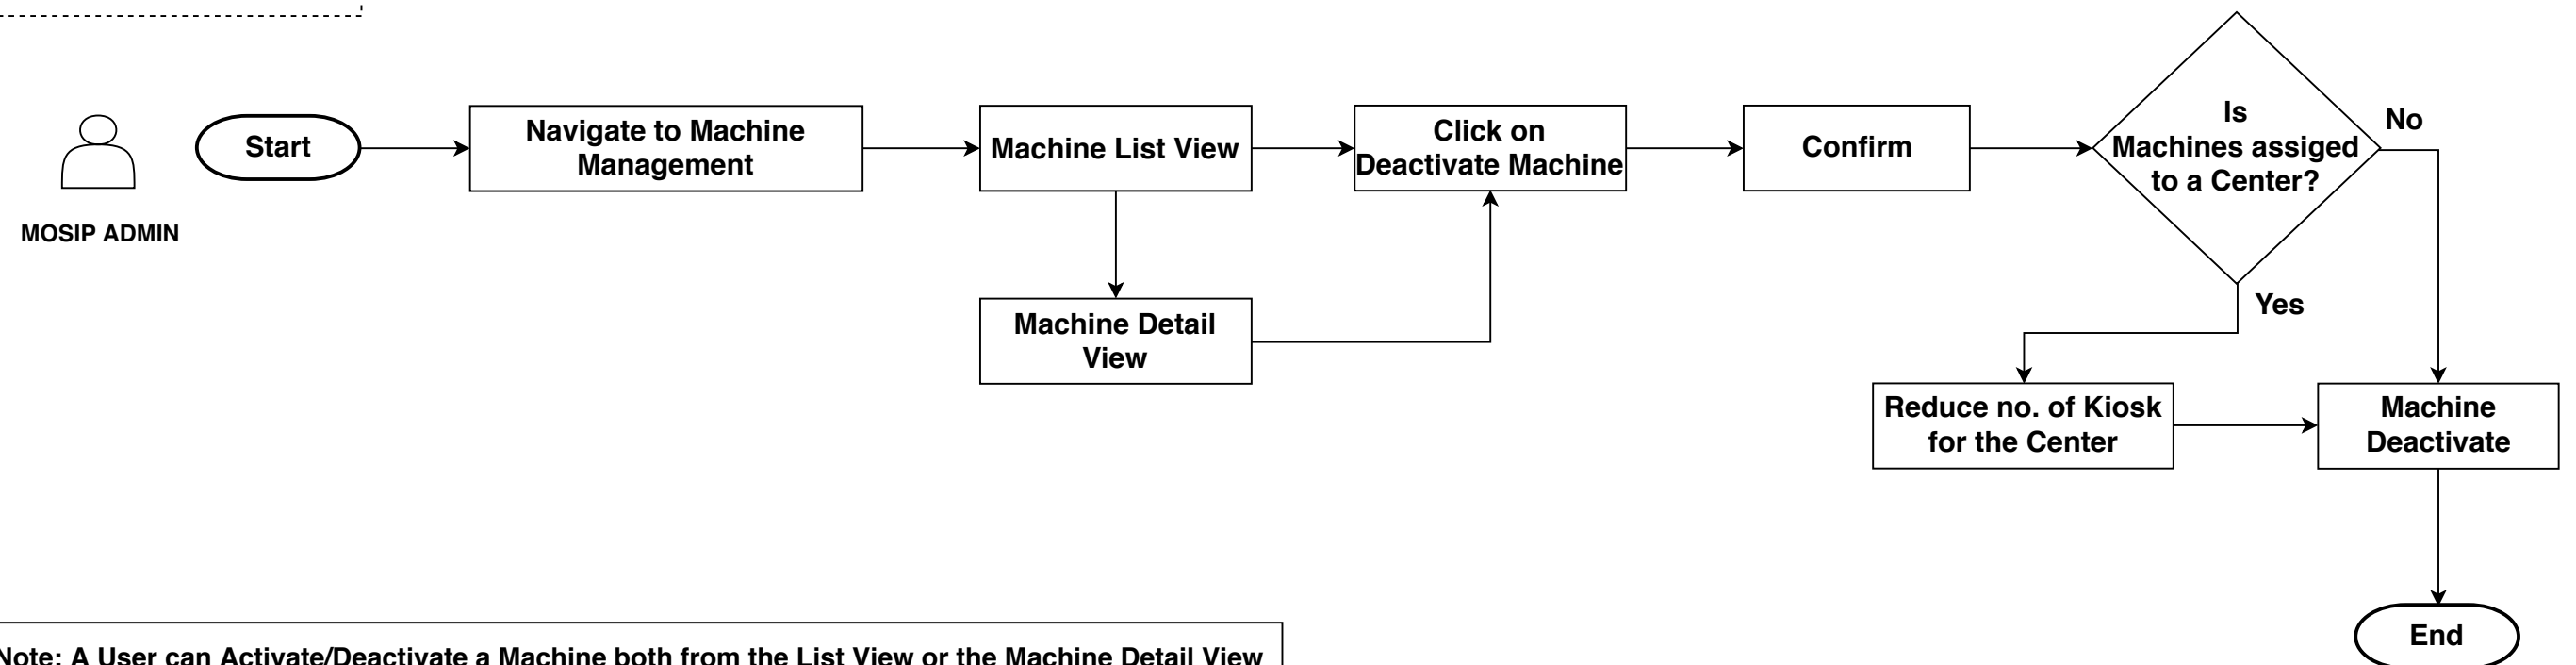 MOSIP ADMIN
Start
Navigate to Machine
Management
Machine List View
Click on
Deactivate Machine
Confirm
Is
Machines assiged
to a Center?
No
Yes
Machine Detail
View
Reduce no. of Kiosk
for the Center
Machine
Deactivate
End
Note: A User can Activate/Deactivate a Machine both from the List View or the Machine Detail View